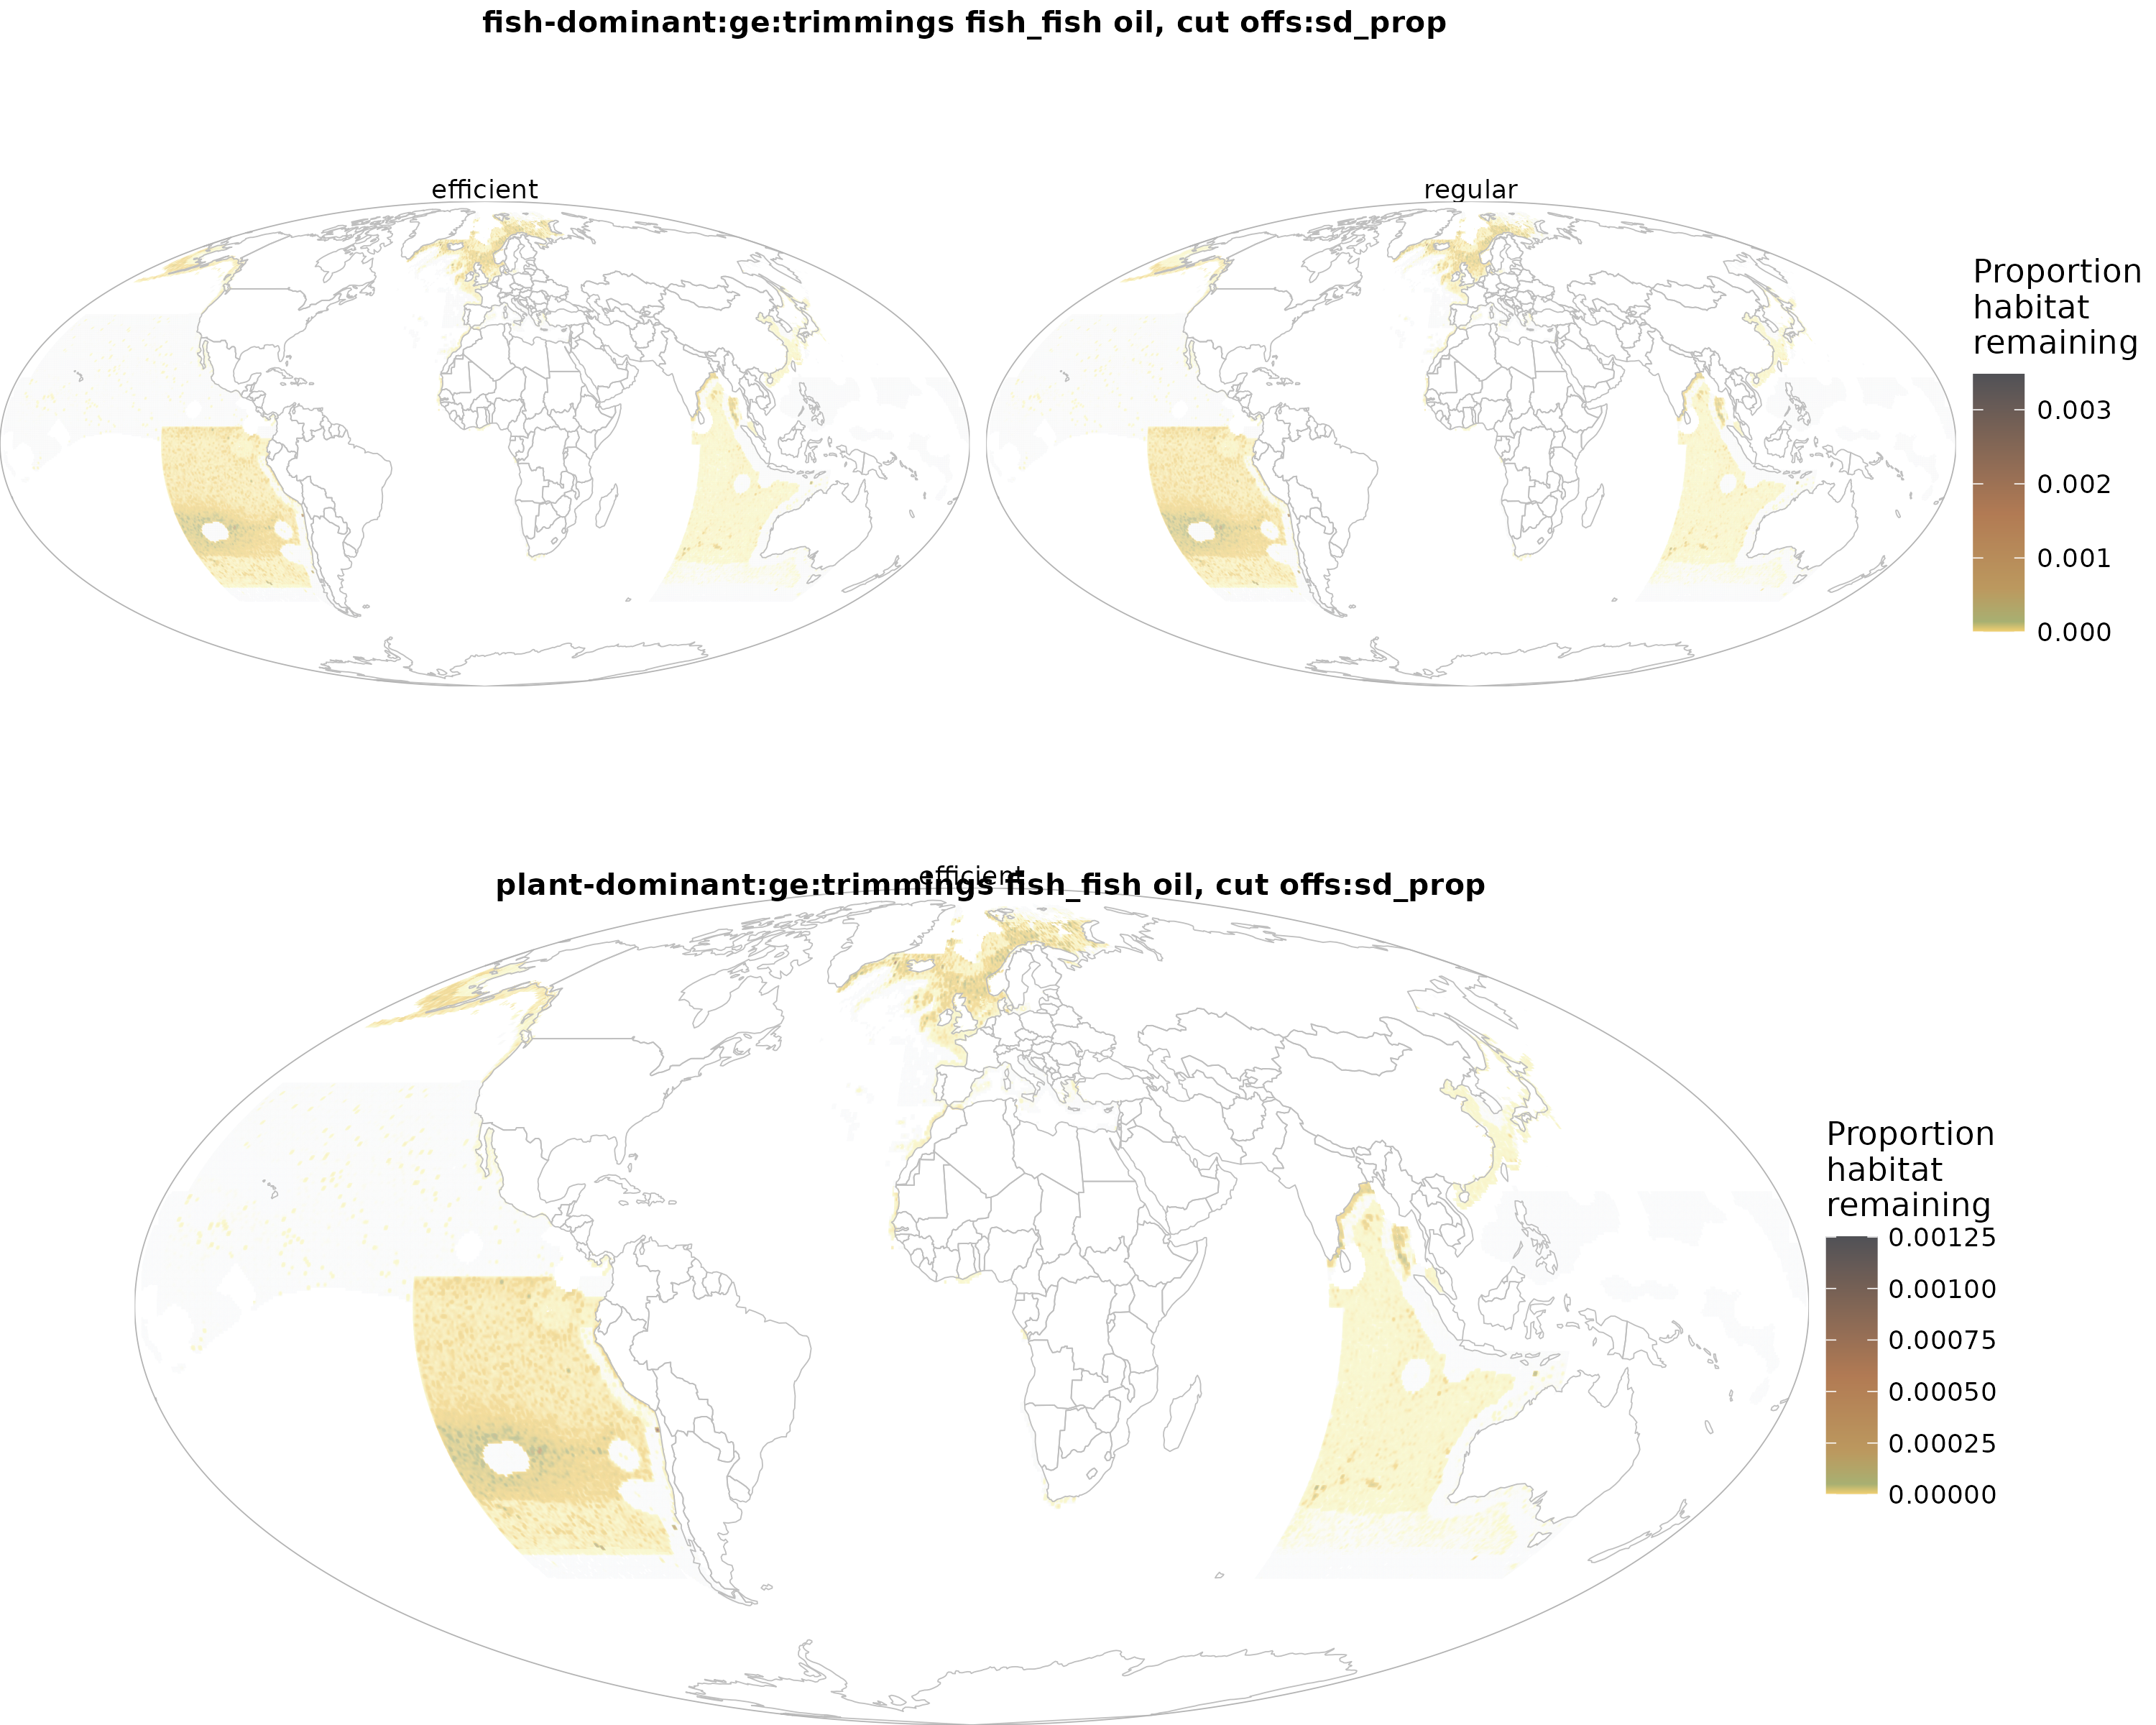 fish-dominant:ge:trimmings fish_fish oil, cut offs:sd_prop
efficient
regular
Proportion
habitat
remaining
0.003
0.002
0.001
0.000
efficient
plant-dominant:ge:trimmings fish_fish oil, cut offs:sd_prop
Proportion
habitat
remaining
0.00125
0.00100
0.00075
0.00050
0.00025
0.00000